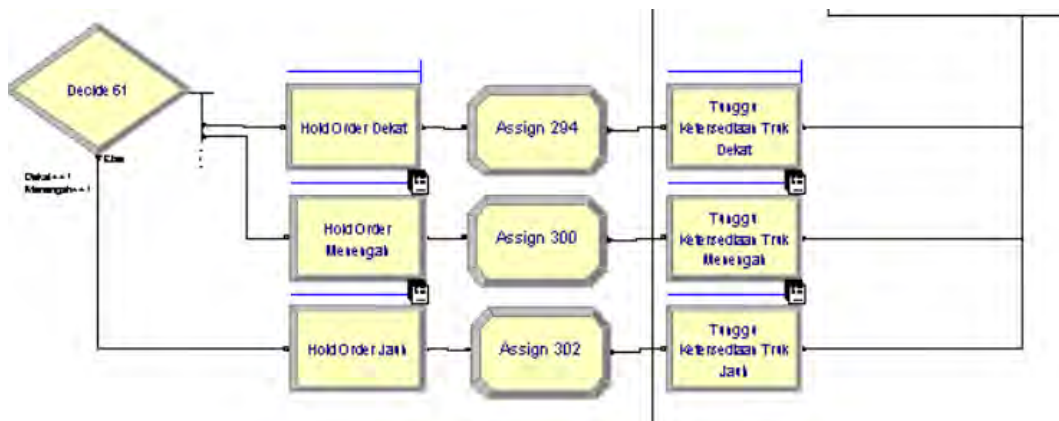 Decide 61
Else
Dekat==1
Menengah==1
Hold Order Dekat
Assign 294
Tunggu
Ketersediaan Truk
Dekat
Hold Order
Menengah
Assign 300
Tunggu
Ketersediaan Truk
Menengah
Hold Order Jauh
Assign 302
Tunggu
Ketersediaan Truk
Jauh